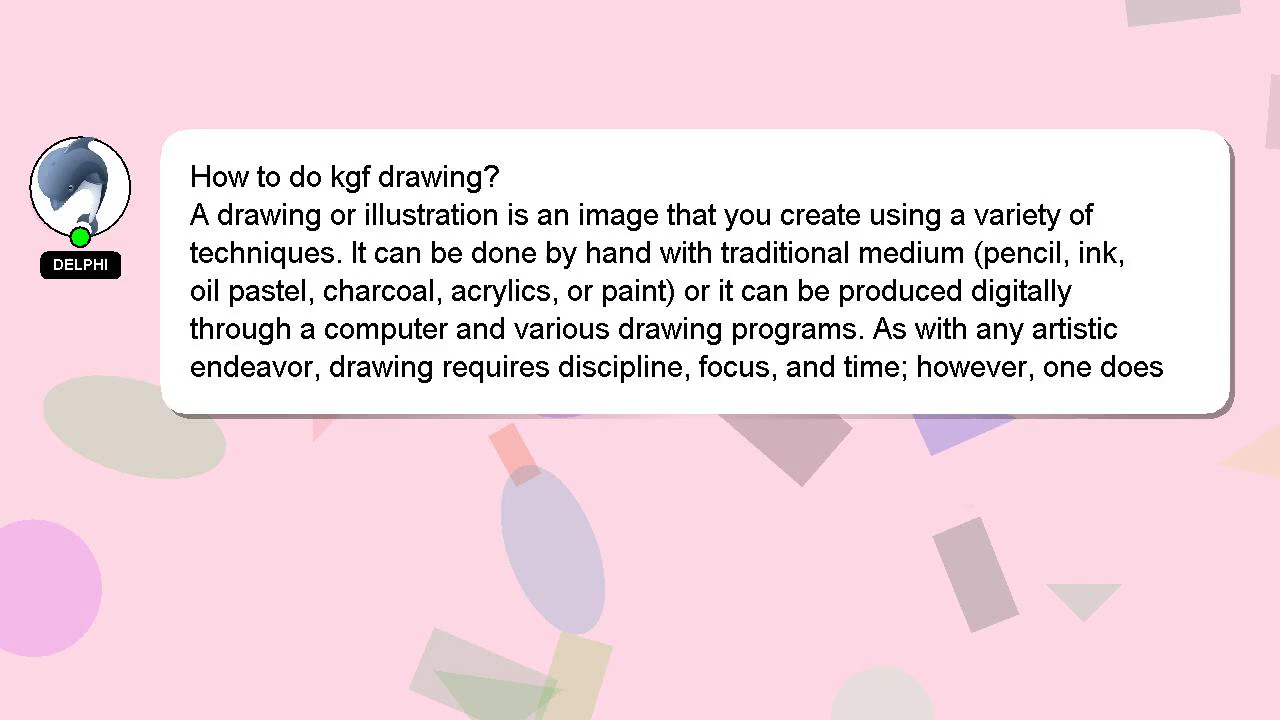 How to do kgf drawing?
A drawing or illustration is an image that you create using a variety of
techniques. It can be done by hand with traditional medium (pencil, ink,
oil pastel, charcoal, acrylics, or paint) or it can be produced digitally
through a computer and various drawing programs. As with any artistic
endeavor, drawing requires discipline, focus, and time; however, one does
DELPHI